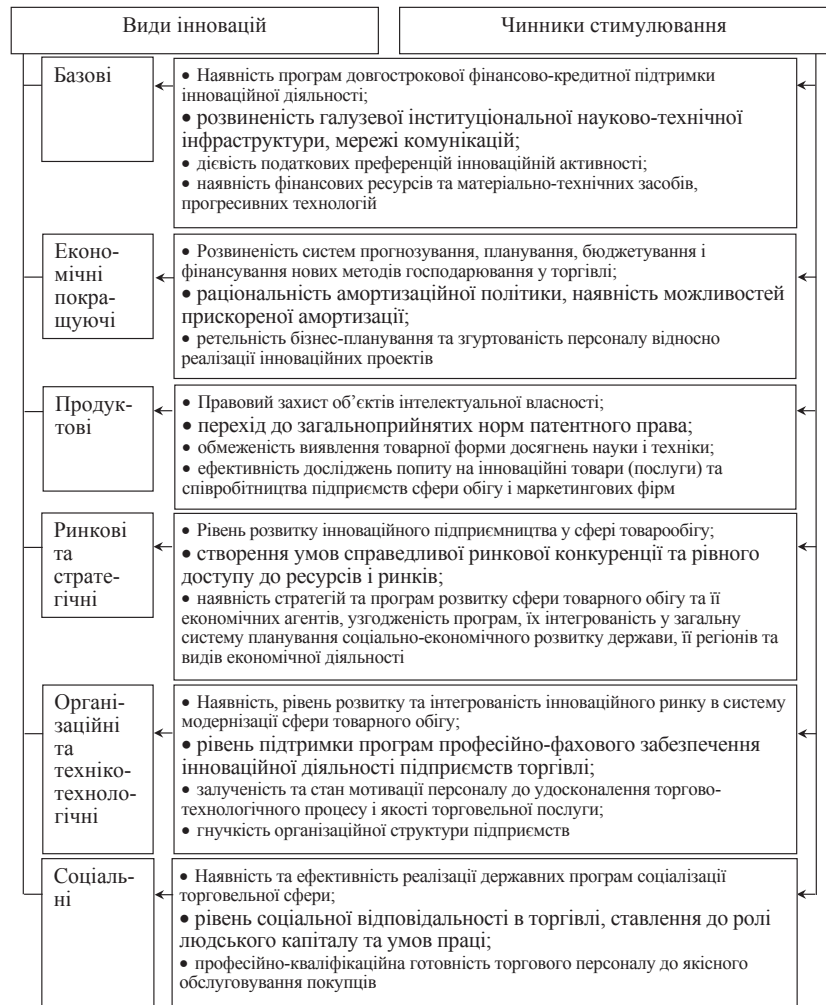 Види інновацій
Чинники стимулювання
Базові
• Наявність програм довгострокової фінансово-кредитної підтримки
інноваційної діяльності;
• розвиненість галузевої інституціональної науково-технічної
інфраструктури, мережі комунікацій;
• дієвість податкових преференцій інноваційній активності;
• наявність фінансових ресурсів та матеріально-технічних засобів,
прогресивних технологій
Еконо-
мічні
покра-
щуючі
• Розвиненість систем прогнозування, планування, бюджетування і
фінансування нових методів господарювання у торгівлі;
• раціональність амортизаційної політики, наявність можливостей
прискореної амортизації;
• ретельність бізнес-планування та згуртованість персоналу відносно
реалізації інноваційних проектів
Продук-
тові
• Правовий захист об’єктів інтелектуальної власності;
• перехід до загальноприйнятих норм патентного права;
• обмеженість виявлення товарної форми досягнень науки і техніки;
• ефективність досліджень попиту на інноваційні товари (послуги) та
співробітництва підприємств сфери обігу і маркетингових фірм
Ринкові
та
страте-
гічні
• Рівень розвитку інноваційного підприємництва у сфері товарообігу;
• створення умов справедливої ринкової конкуренції та рівного
доступу до ресурсів і ринків;
• наявність стратегій та програм розвитку сфери товарного обігу та її
економічних агентів, узгодженість програм, їх інтегрованість у загальну
систему планування соціально-економічного розвитку держави, її регіонів та
видів економічної діяльності
Органі-
заційні
та
техніко-
техноло-
гічні
• Наявність, рівень розвитку та інтегрованість інноваційного ринку в систему
модернізації сфери товарного обігу;
• рівень підтримки програм професійно-фахового забезпечення
інноваційної діяльності підприємств торгівлі;
• залученість та стан мотивації персоналу до удосконалення торгово-
технологічного процесу і якості торговельної послуги;
• гнучкість організаційної структури підприємств
Соціаль-
ні
• Наявність та ефективність реалізації державних програм соціалізації
торговельної сфери;
• рівень соціальної відповідальності в торгівлі, ставлення до ролі
людського капіталу та умов праці;
• професійно-кваліфікаційна готовність торгового персоналу до якісного
обслуговування покупців